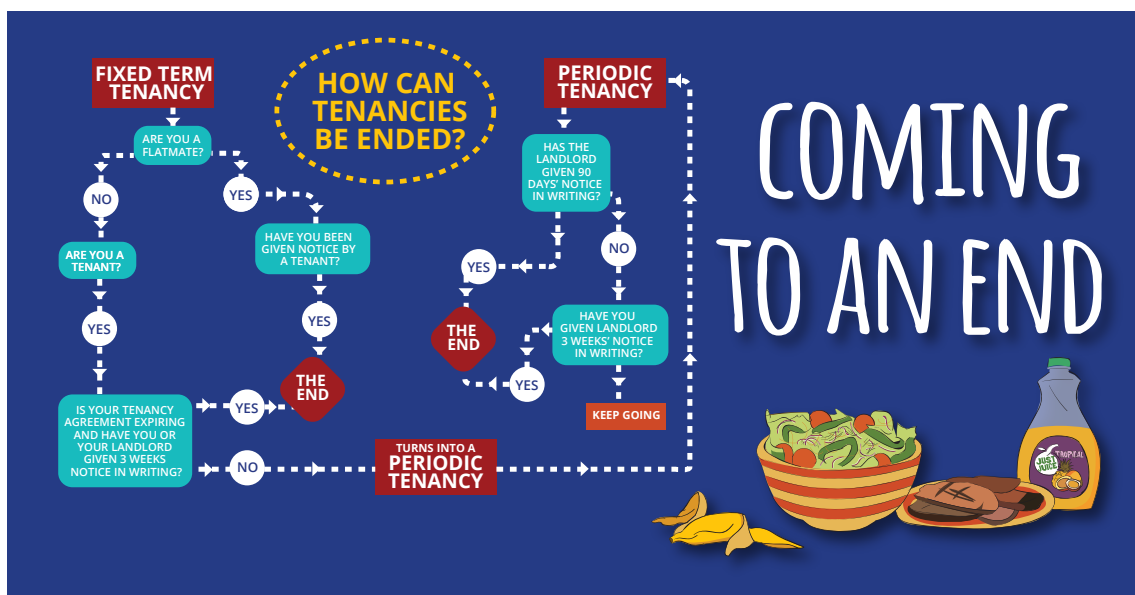 FIXED TERM
TENANCY
ARE YOU A
FLATMATE?
NO
YES
ARE YOU A
TENANT?
HAVE YOU BEEN
GIVEN NOTICE BY
A TENANT?
YES
YES
THE
END
IS YOUR TENANCY
AGREEMENT EXPIRING
AND HAVE YOU OR
YOUR LANDLORD
GIVEN 3 WEEKS
NOTICE IN WRITING?
YES
NO
TURNS INTO A
PERIODIC
TENANCY
HOW CAN
TENANCIES
BE ENDED?
PERIODIC
TENANCY
HAS THE
LANDLORD
GIVEN 90
DAYS' NOTICE
IN WRITING?
YES
NO
THE
END
HAVE YOU
GIVEN LANDLORD
3 WEEKS' NOTICE
IN WRITING?
YES
KEEP GOING
COMING
TO AN END
JUST
JUICE
TROPICAL